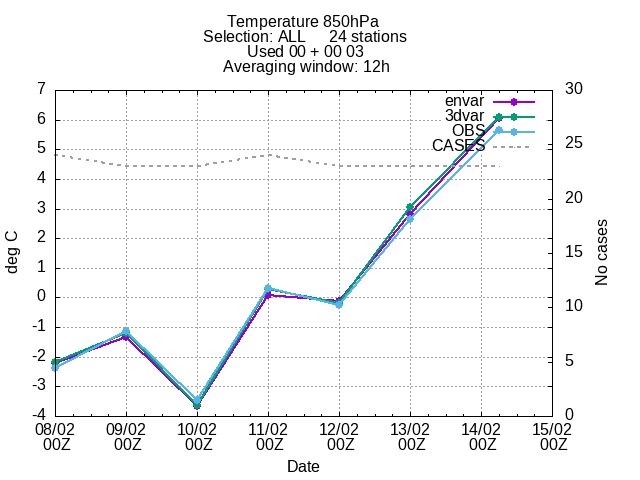 Temperature 850hPa
Selection: ALL 24 stations
Used 00 + 00 03
Averaging window: 12h
7
6
5
4
3
2
1
0
-1
-2
-3
-4
deg C
30
25
20
15
10
5
0
No cases
envar
3dvar
OBS
CASES
08/02 09/02 10/02 11/02 12/02 13/02 14/02 15/02
00Z 00Z 00Z 00Z 00Z 00Z 00Z 00Z
Date